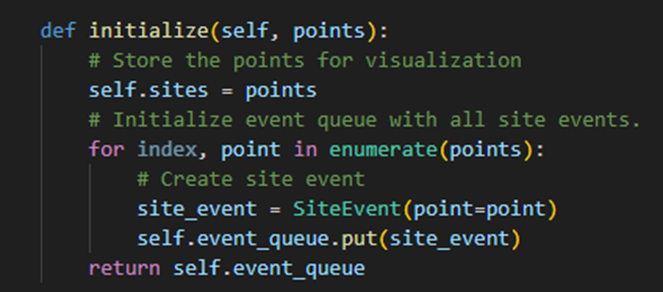 def initialize(self, points):
    # Store the points for visualization
    self.sites = points
    # Initialize event queue with all site events.
    for index, point in enumerate(points):
        # Create site event
        site_event = SiteEvent(point=point)
        self.event_queue.put(site_event)
    return self.event_queue